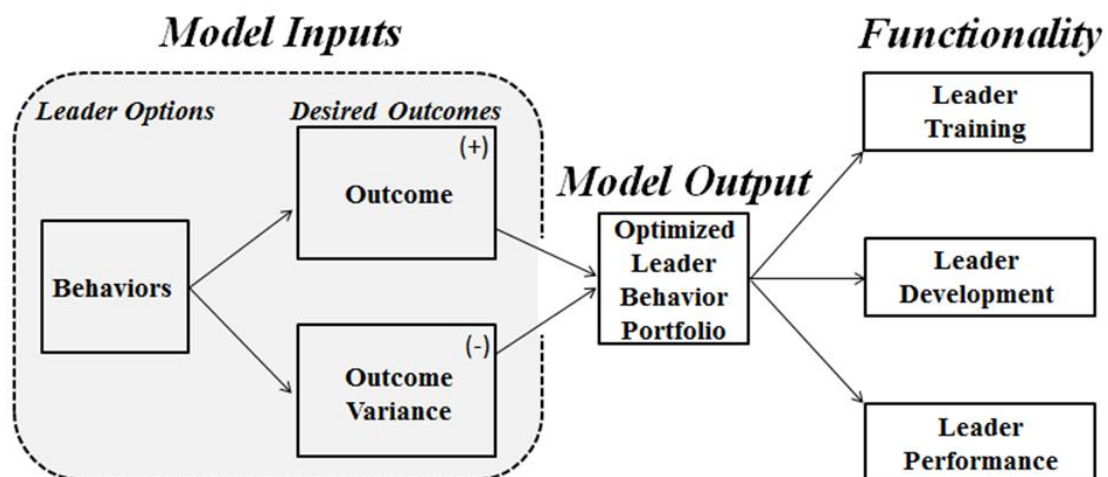 Model Inputs
Leader Options
Desired Outcomes
Behaviors
(+)
Outcome
(-)
Outcome
Variance
Model Output
Optimized
Leader
Behavior
Portfolio
Functionality
Leader
Training
Leader
Development
Leader
Performance